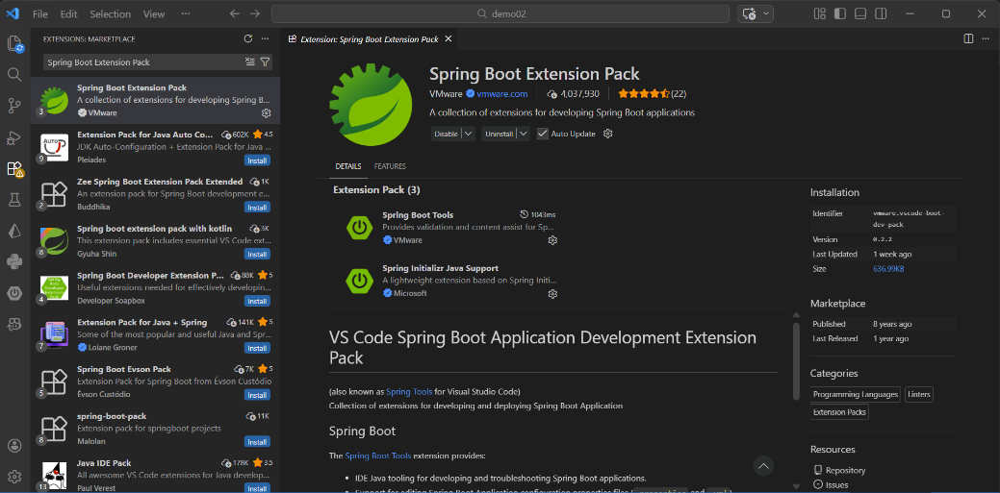 File Edit Selection View ···
demo02
EXTENSIONS: MARKETPLACE
Spring Boot Extension Pack
Spring Boot Extension Pack
A collection of extensions for developing Spring B...
VMware
3
Extension Pack for Java Auto Co... 602K 4.5
JDK Auto-Configuration + Extension Pack for Java ...
Pleiades Install
9
Zee Spring Boot Extension Pack Extended 1K
An extension pack for Spring Boot development e...
Buddhika Install
2
Spring boot extension pack with kotlin 3K
This extension pack includes essential VS Code ext...
Gyuha Shin Install
8
Spring Boot Developer Extension P... 88K 5
Useful extensions needed for effectively developin...
Developer Soapbox Install
4
Extension Pack for Java + Spring 141K 5
Some of the most popular and useful Java and Spr...
Loiane Groner Install
7
Spring Boot Evson Pack 7K 5
Extension Pack for Spring Boot from Évson Custódio
Évson Custódio Install
5
spring-boot-pack 11K
Extension pack for springboot projects
Malolan Install
8
Java IDE Pack 178K 3.5
All awesome VS Code extensions for Java develop...
Paul Verest Install
13
Extension: Spring Boot Extension Pack
Spring Boot Extension Pack
VMware vmware.com 4,037,930 (22)
A collection of extensions for developing Spring Boot applications
Disable Uninstall Auto Update
DETAILS FEATURES
Extension Pack (3)
Spring Boot Tools 1043ms
Provides validation and content assist for Sp...
VMware
Spring Initializr Java Support
A lightweight extension based on Spring Initi...
Microsoft
VS Code Spring Boot Application Development Extension
Pack
(also known as Spring Tools for Visual Studio Code)
Collection of extensions for developing and deploying Spring Boot Application
Spring Boot
The Spring Boot Tools extension provides:
• IDE Java tooling for developing and troubleshooting Spring Boot applications.
• Support for editing Spring Boot Application configuration properties files (
Installation
Identifier vmware.vscode-boot-
dev-pack
Version 0.2.2
Last Updated 1 week ago
Size 636.99KB
Marketplace
Published 8 years ago
Last Released 1 year ago
Categories
Programming Languages Linters
Extension Packs
Resources
Repository
Issues